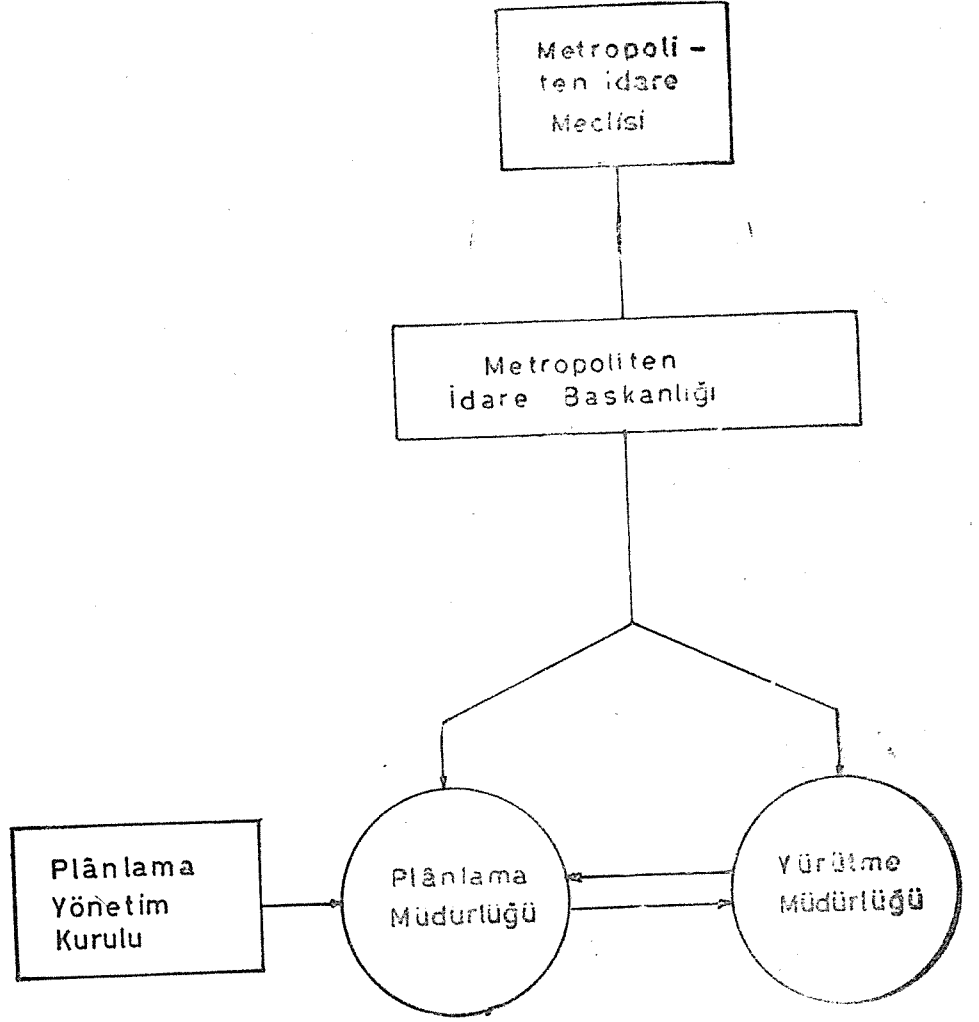 Metropoli -
ten idare
Meclisi
Metropoliten
İdare Baskanlığı
Plânlama
Yönetim
Kurulu
Plânlama
Müdurlüğü
Yürütme
Müdürlüğü